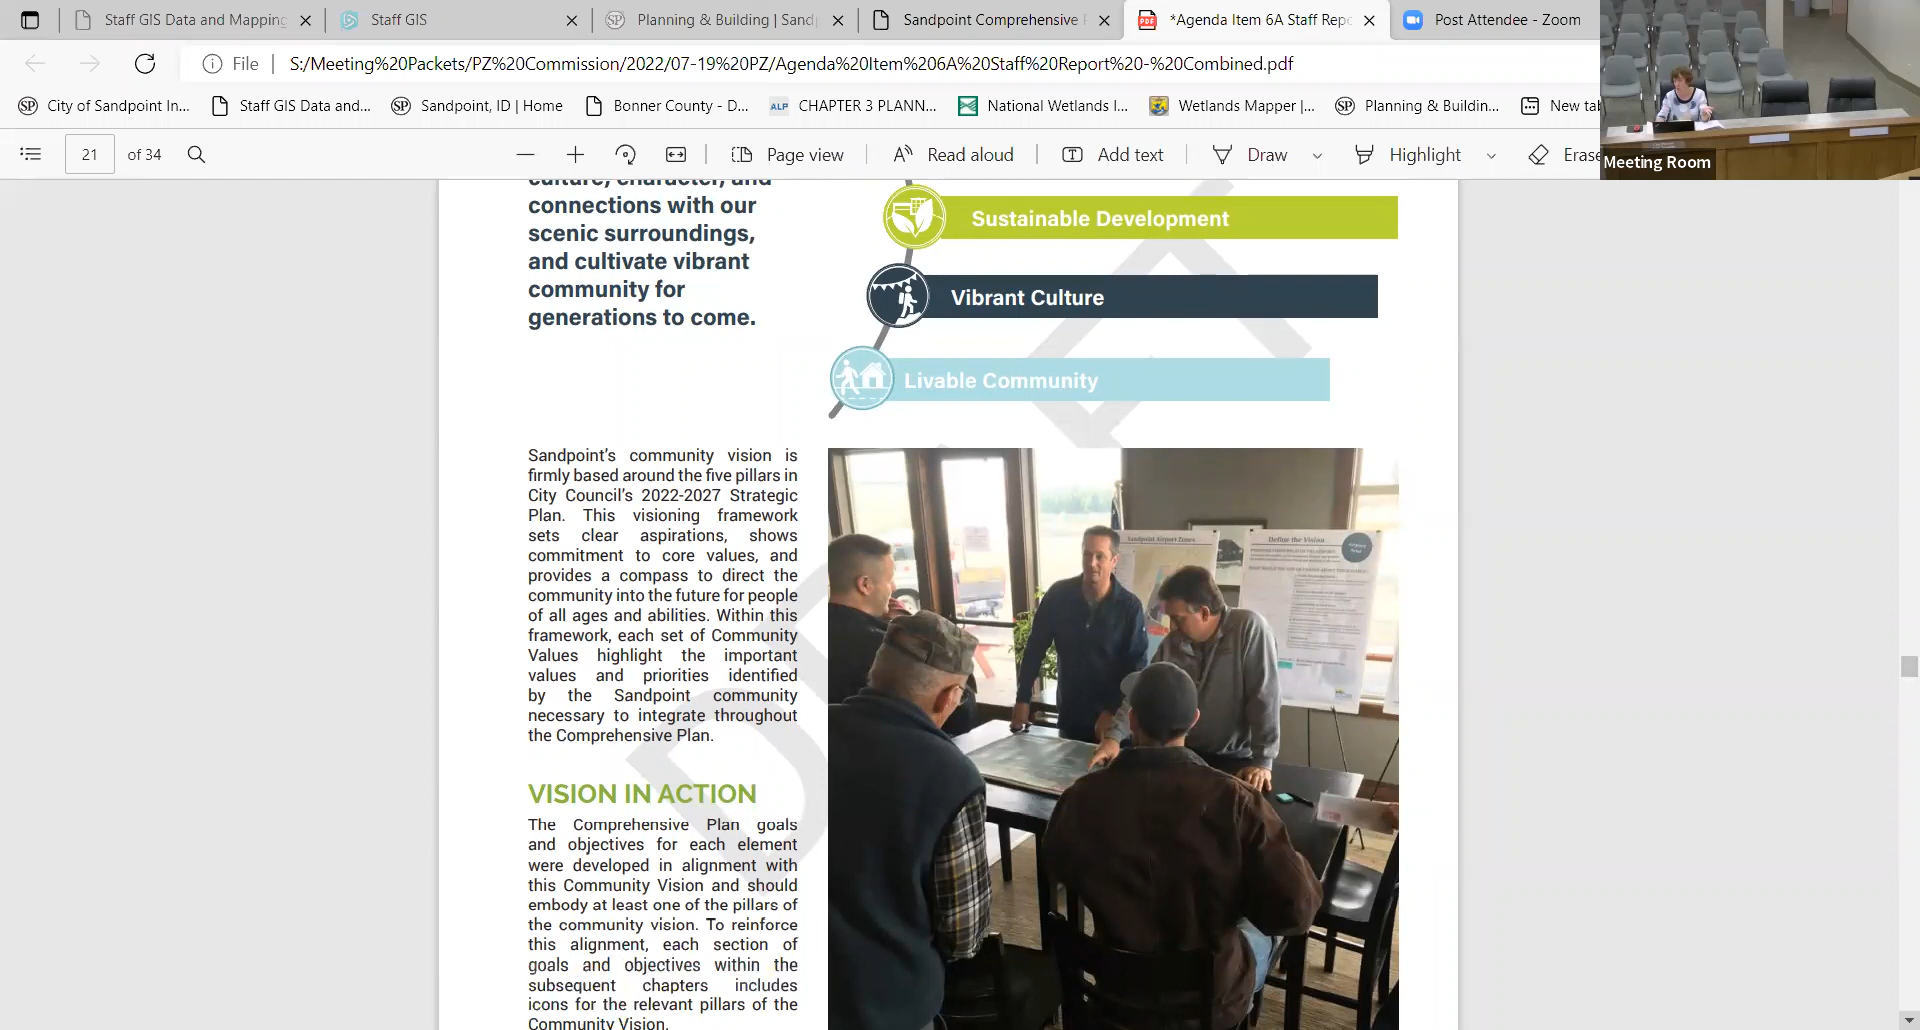 Staff GIS Data and Mapping
Staff GIS
Planning & Building | Sand
Sandpoint Comprehensive P
*Agenda Item 6A Staff Repo
Post Attendee - Zoom
File
S:/Meeting%20Packets/PZ%20Commission/2022/07-19%20PZ/Agenda%20Item%206A%20Staff%20Report%20-%20Combined.pdf
City of Sandpoint In...
Staff GIS Data and...
Sandpoint, ID | Home
Bonner County - D...
ALP
CHAPTER 3 PLANN...
National Wetlands I...
Wetlands Mapper |...
Planning & Buildin...
New tab
21
of 34
Page view
Read aloud
Add text
Draw
Highlight
Erase
Meeting Room
culture, character, and
connections with our
scenic surroundings,
and cultivate vibrant
community for
generations to come.
Sustainable Development
Vibrant Culture
Livable Community
Sandpoint's community vision is
firmly based around the five pillars in
City Council's 2022-2027 Strategic
Plan. This visioning framework
sets clear aspirations, shows
commitment to core values, and
provides a compass to direct the
community into the future for people
of all ages and abilities. Within this
framework, each set of Community
Values highlight the important
values and priorities identified
by the Sandpoint community
necessary to integrate throughout
the Comprehensive Plan.
VISION IN ACTION
The Comprehensive Plan goals
and objectives for each element
were developed in alignment with
this Community Vision and should
embody at least one of the pillars of
the community vision. To reinforce
this alignment, each section of
goals and objectives within the
subsequent chapters includes
icons for the relevant pillars of the
Community Vision.
Sandpoint Airport Zones
Define the Vision